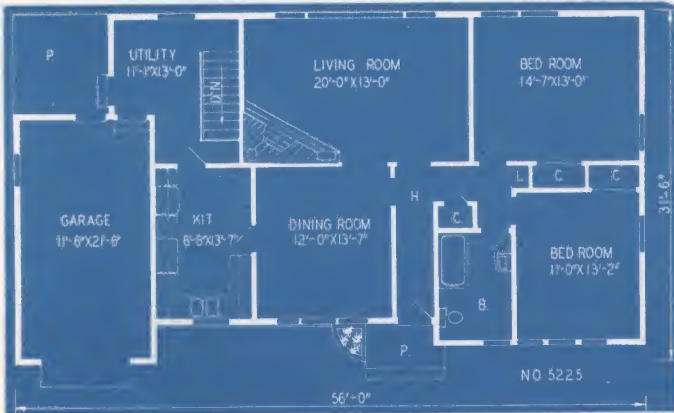 P.
UTILITY
11'-1"X13'-0"
DN.
LIVING ROOM
20'-0"X13'-0"
BED ROOM
14'-7"X13'-0"
L
C.
C.
GARAGE
11'-6"X21'-6"
KIT
8'-8"X13'-7"
DINING ROOM
12'-0"X13'-7"
H
C.
BED ROOM
11'-0"X13'-2"
B.
P.
31'-6"
NO 5225
56'-0"